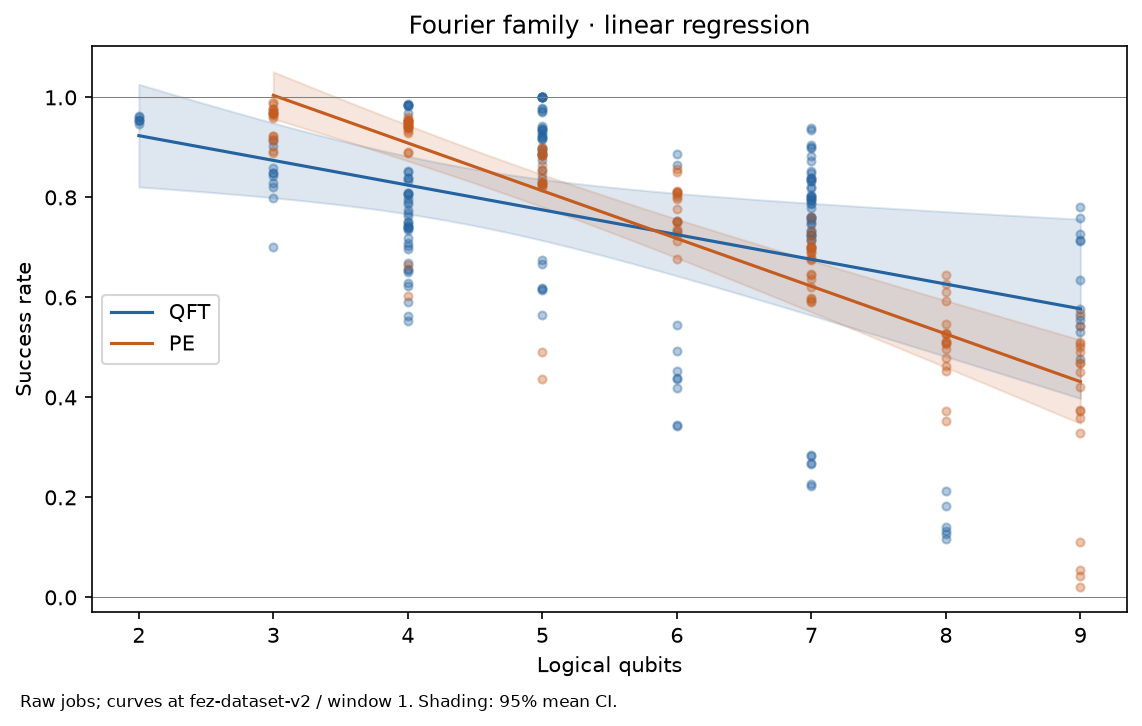 Fourier family · linear regression
Success rate
1.0
0.8
0.6
0.4
0.2
0.0
QFT
PE
2 3 4 5 6 7 8 9
Logical qubits
Raw jobs; curves at fez-dataset-v2 / window 1. Shading: 95% mean CI.